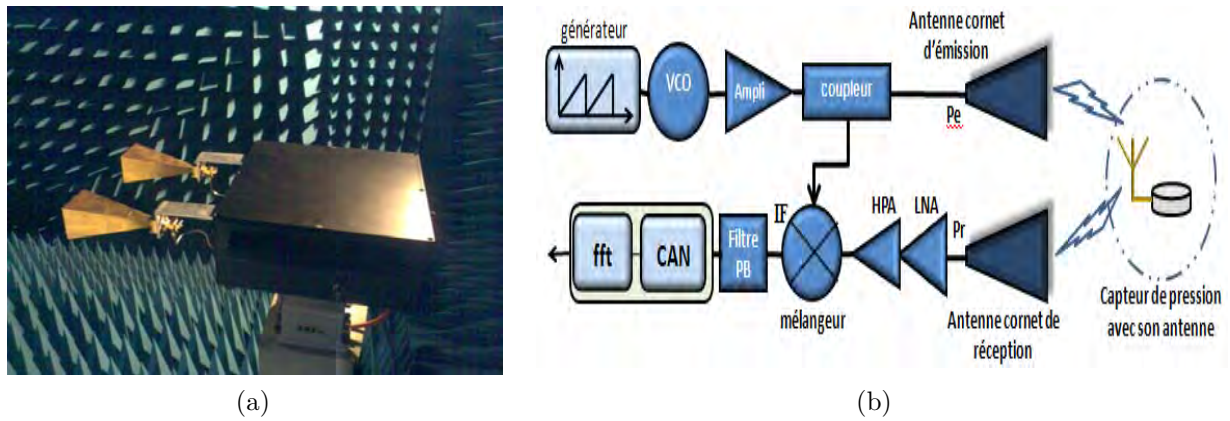 générateur
VCO
Ampli
coupleur
Antenne cornet
d'émission
Pe
IF
HPA
LNA
Pr
fft
CAN
Filtre
PB
mélangeur
Antenne cornet de
réception
Capteur de pression
avec son antenne
(a)
(b)